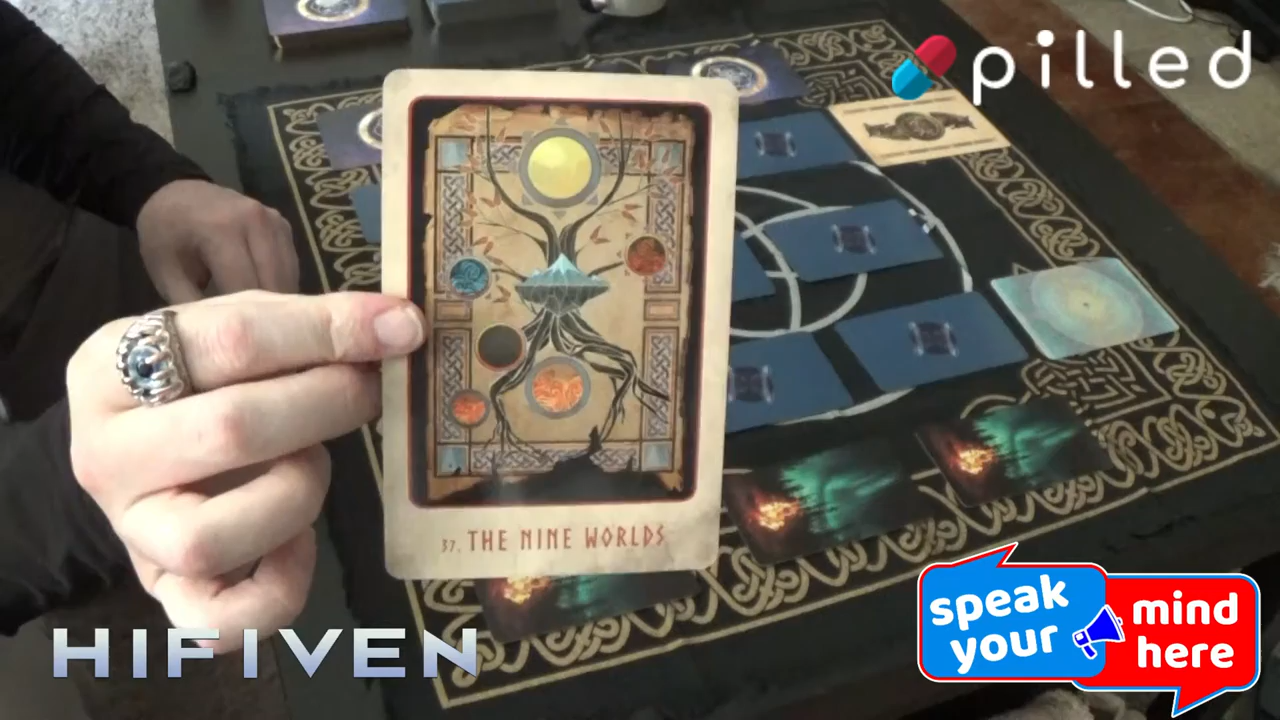 pilled
37. THE NINE WORLDS
speak
your
mind
here
HIFIVEN